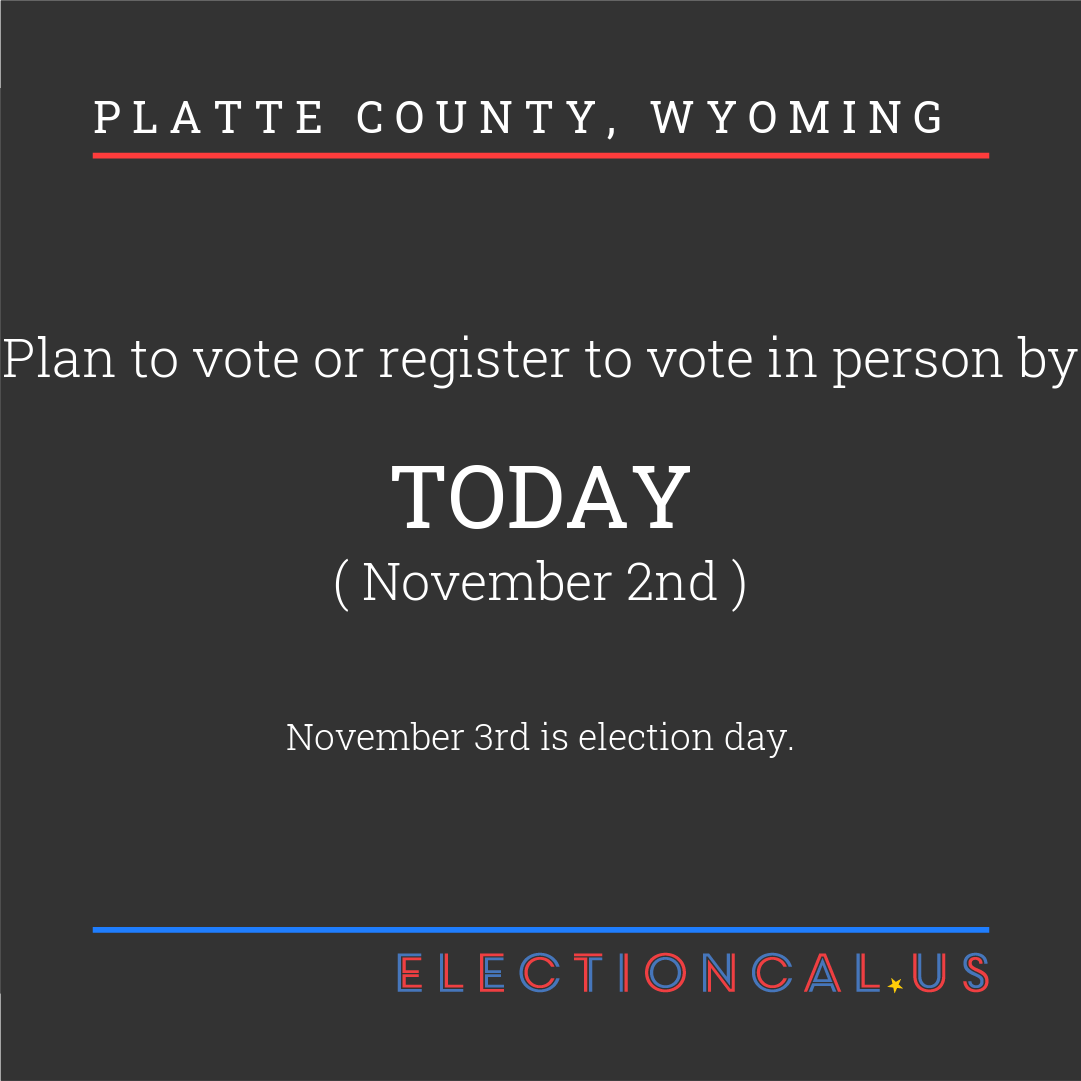 PLATTE COUNTY, WYOMING
Plan to vote or register to vote in person by
TODAY
( November 2nd )
November 3rd is election day.
ELECTIONCAL.US